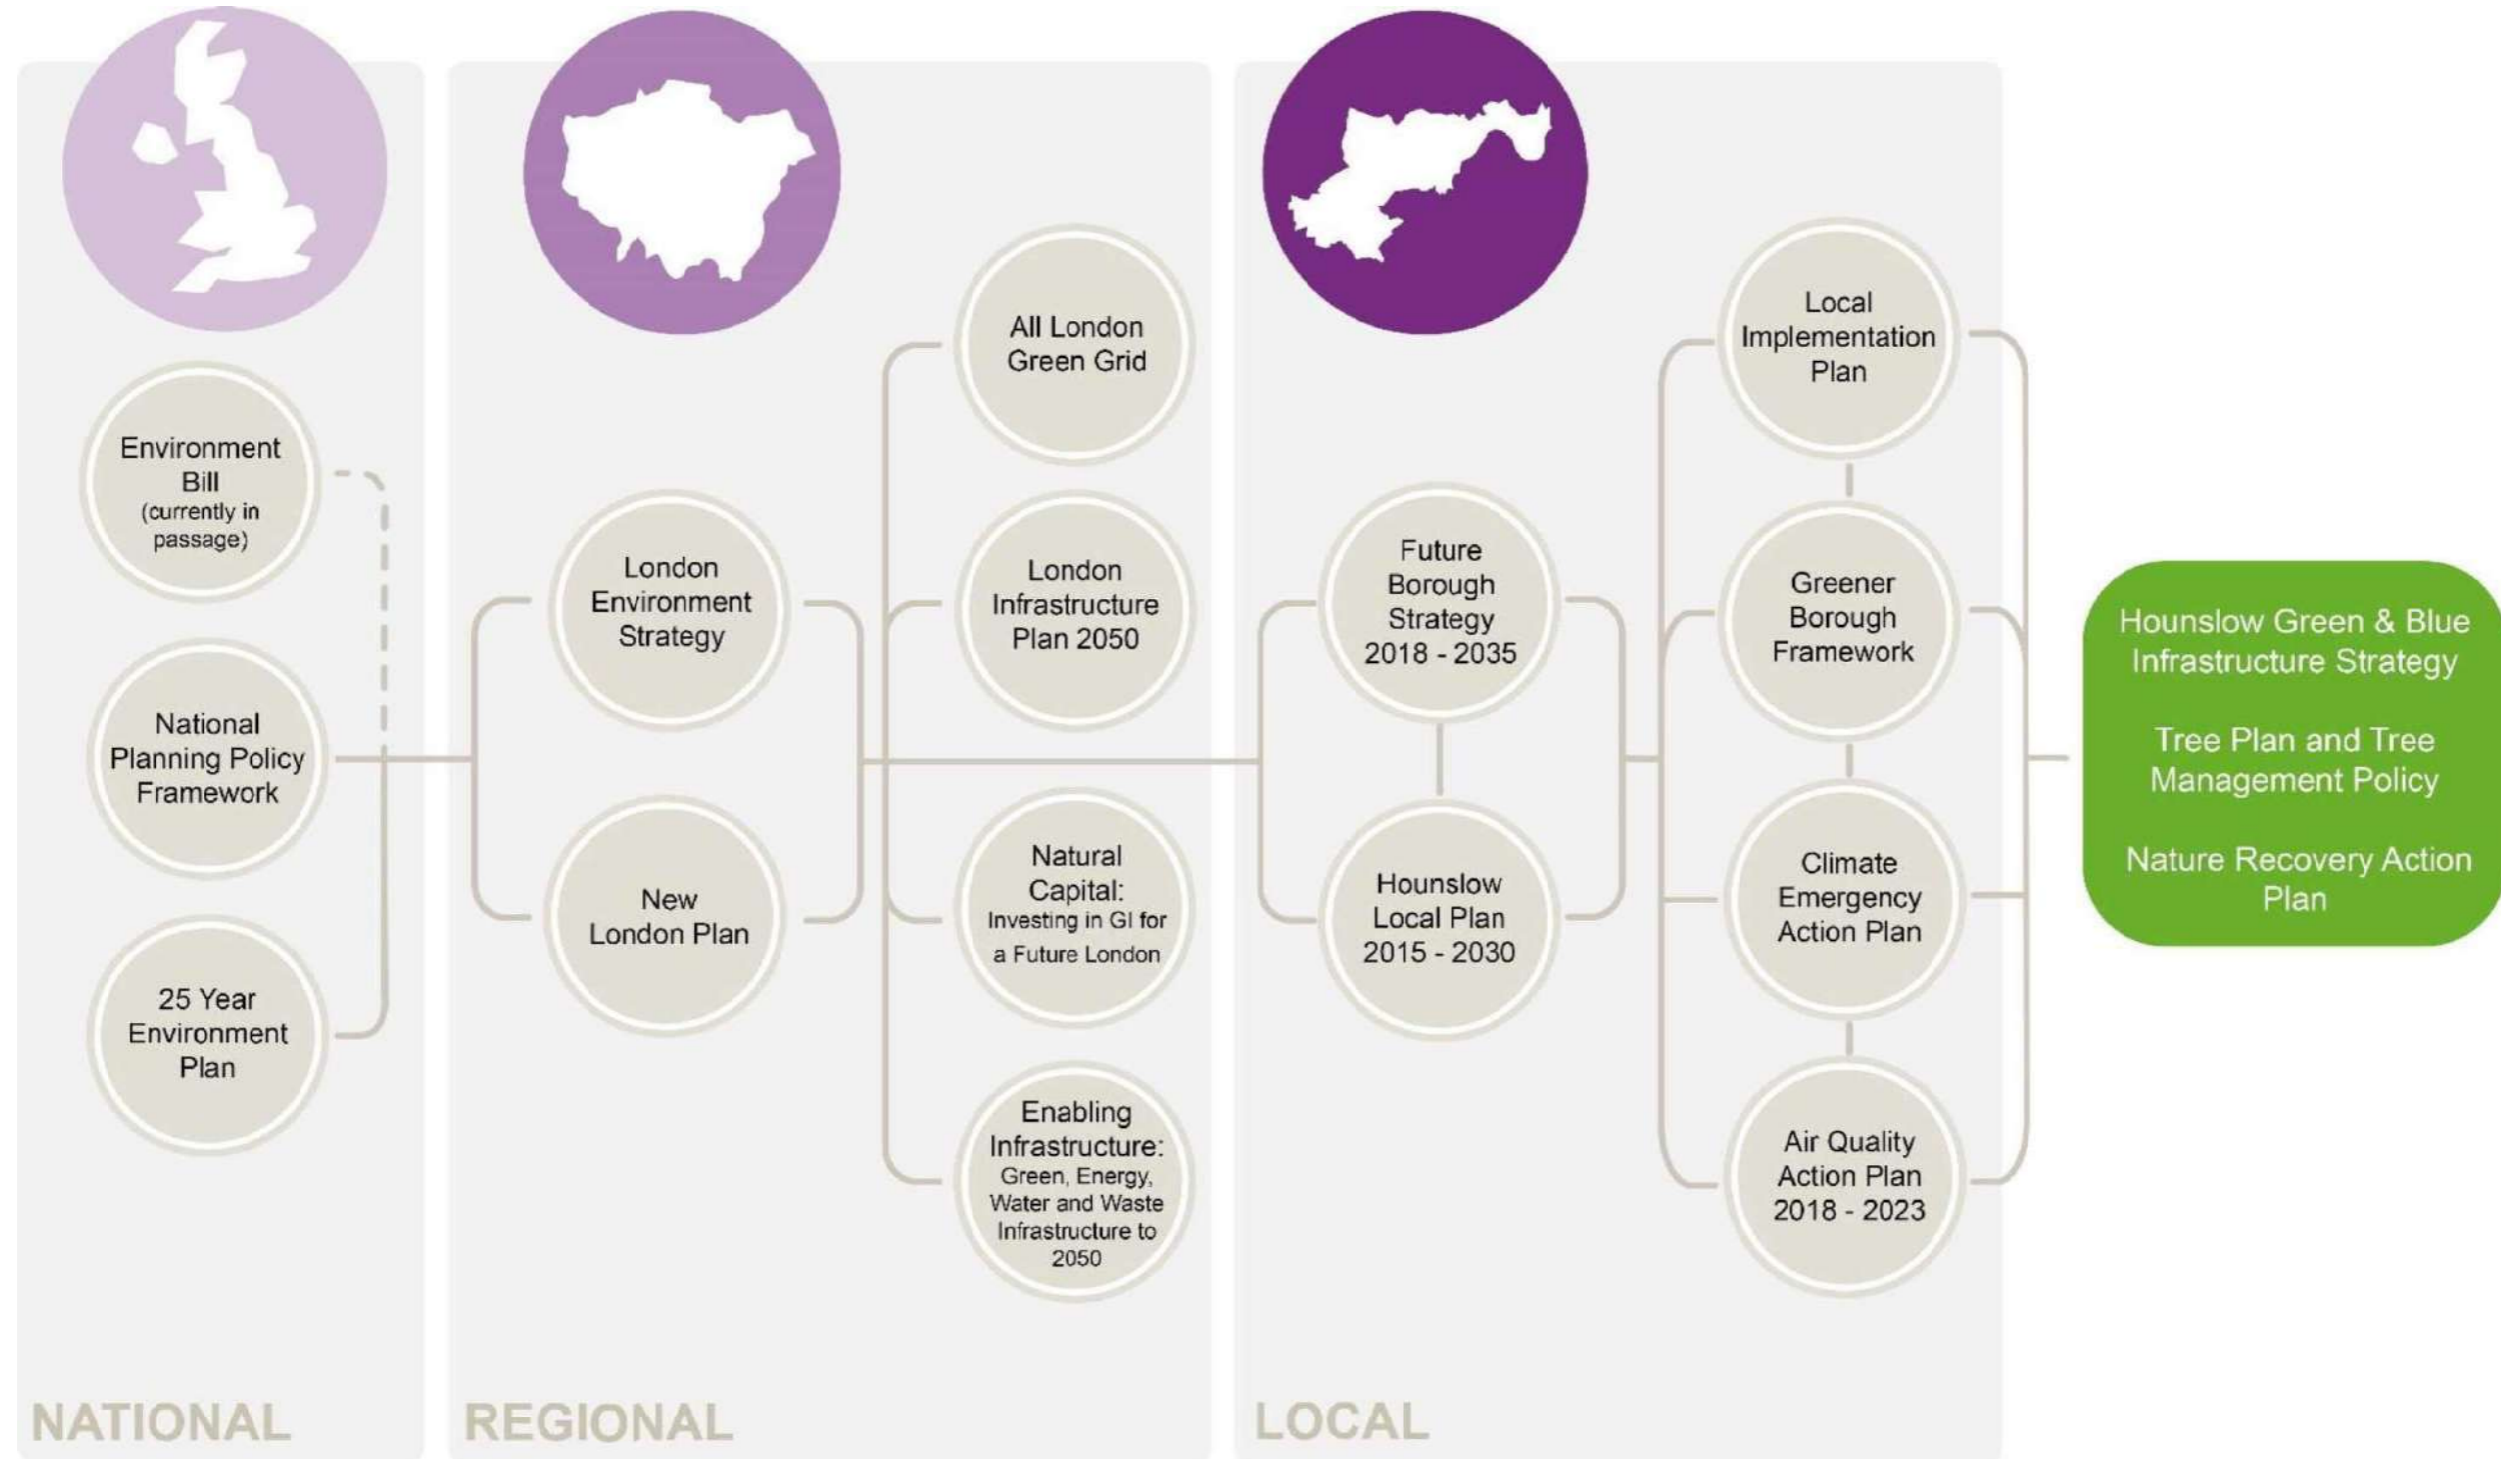 Environment
Bill
(currently in
passage)
National
Planning Policy
Framework
25 Year
Environment
Plan
NATIONAL
London
Environment
Strategy
New
London Plan
All London
Green Grid
London
Infrastructure
Plan 2050
Natural
Capital:
Investing in GI for
a Future London
Enabling
Infrastructure:
Green, Energy,
Water and Waste
Infrastructure to
2050
REGIONAL
Future
Borough
Strategy
2018 - 2035
Hounslow
Local Plan
2015 - 2030
Local
Implementation
Plan
Greener
Borough
Framework
Climate
Emergency
Action Plan
Air Quality
Action Plan
2018 - 2023
LOCAL
Hounslow Green & Blue
Infrastructure Strategy
Tree Plan and Tree
Management Policy
Nature Recovery Action
Plan